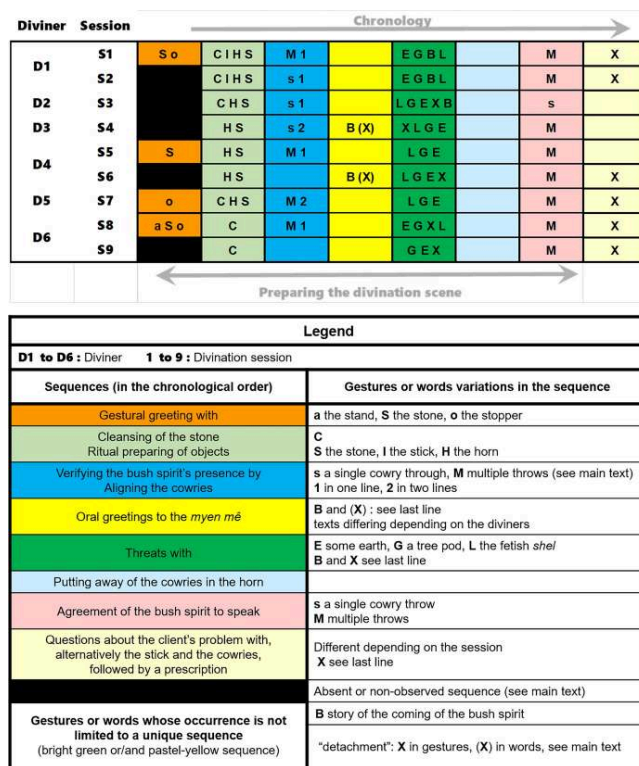 Diviner Session Chronology
D1 S1 S o C I H S M 1 E G B L M X
S2 C I H S s 1 E G B L M X
D2 S3 C H S s 1 L G E X B s
D3 S4 H S s 2 B (X) X L G E M
D4 S5 S H S M 1 L G E M
S6 H S B (X) L G E X M X
D5 S7 o C H S M 2 L G E M X
D6 S8 a S o C M 1 E G X L M X
S9 C G E X M X
Preparing the divination scene
Legend
D1 to D6 : Diviner 1 to 9 : Divination session
Sequences (in the chronological order) Gestures or words variations in the sequence
Gestural greeting with a the stand, S the stone, o the stopper
Cleansing of the stone C
Ritual preparing of objects S the stone, I the stick, H the horn
Verifying the bush spirit's presence by s a single cowry through, M multiple throws (see main text)
Aligning the cowries 1 in one line, 2 in two lines
Oral greetings to the myen mê B and (X) : see last line
texts differing depending on the diviners
Threats with E some earth, G a tree pod, L the fetish shel
B and X see last line
Putting away of the cowries in the horn
Agreement of the bush spirit to speak s a single cowry throw
M multiple throws
Questions about the client's problem with,
alternatively the stick and the cowries,
followed by a prescription
Different depending on the session
X see last line
Absent or non-observed sequence (see main text)
Gestures or words whose occurrence is not
limited to a unique sequence
(bright green or/and pastel-yellow sequence)
B story of the coming of the bush spirit
"detachment": X in gestures, (X) in words, see main text